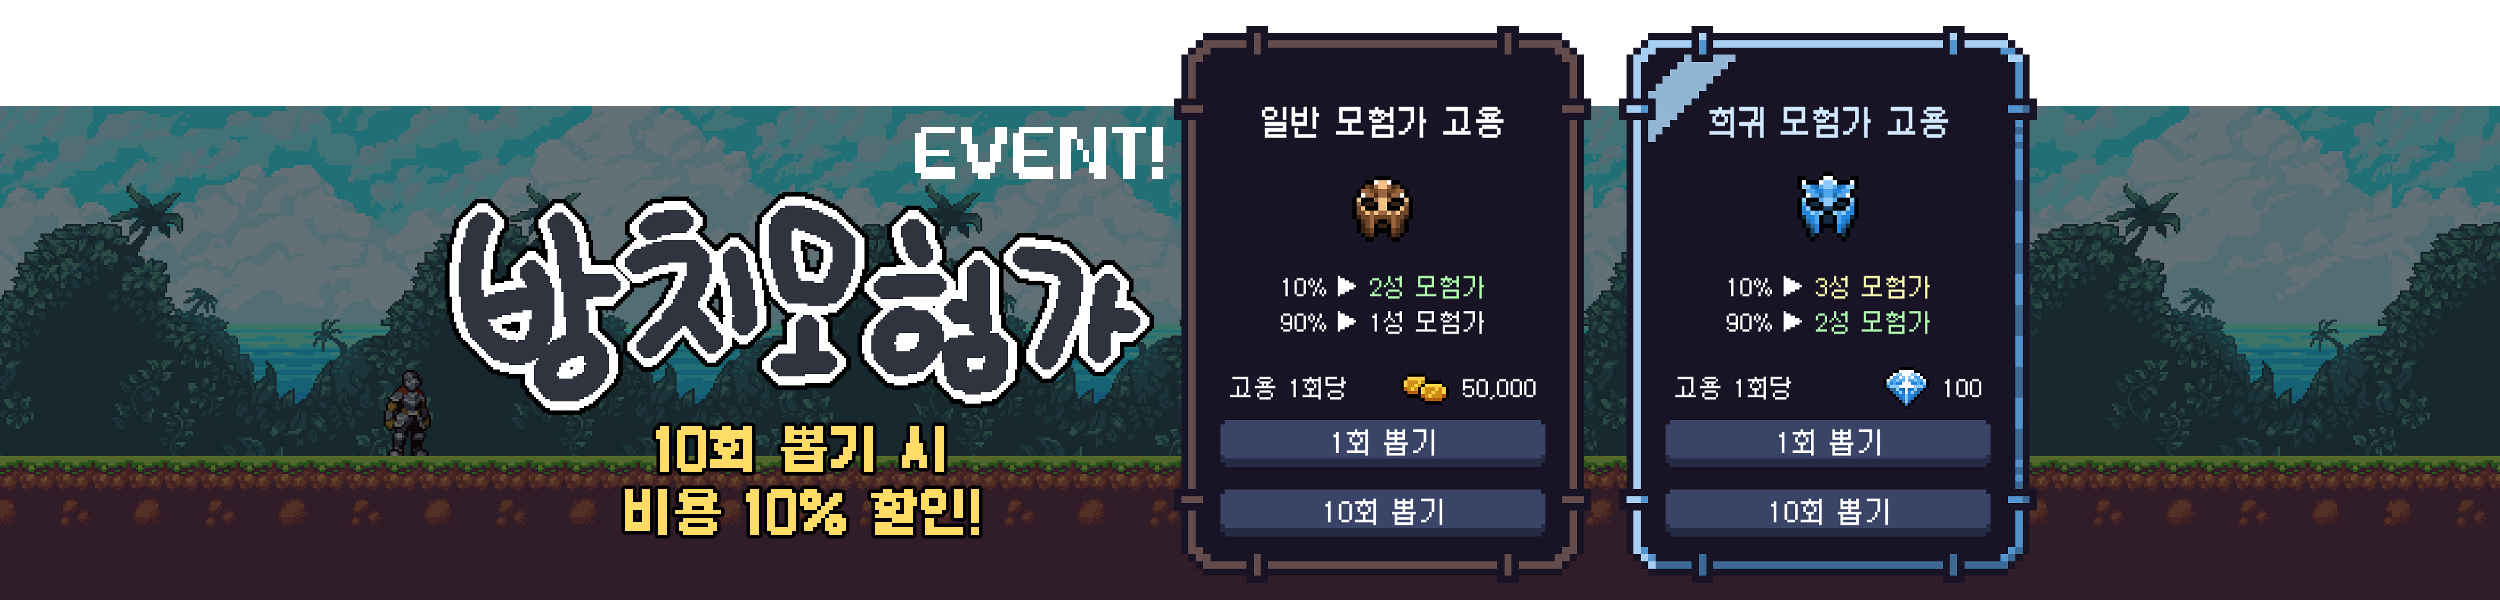 EVENT!
방치모험가
10회 뽑기 시
비용 10% 할인!
일반 모험가 고용
10% ▶ 2성 모험가
90% ▶ 1성 모험가
고용 1회당 50,000
1회 뽑기
10회 뽑기
희귀 모험가 고용
10% ▶ 3성 모험가
90% ▶ 2성 모험가
고용 1회당 100
1회 뽑기
10회 뽑기